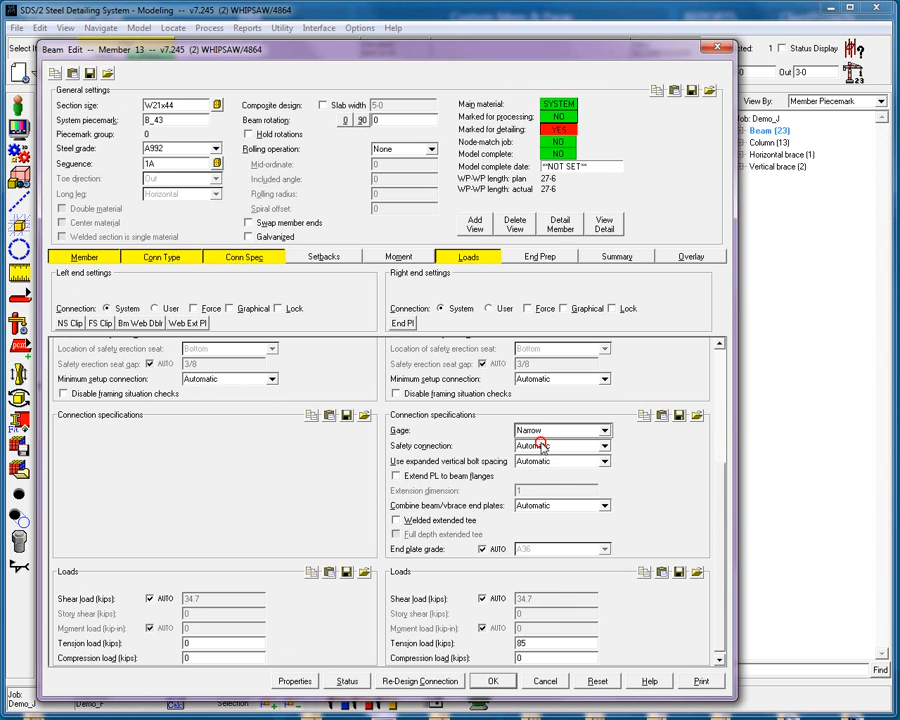 SDS/2 Steel Detailing System - Modeling -- v7.245 (2) WHIPSAW/4864
File Edit View Navigate Model Locate Process Reports Utility Interface Options Help
Select It
Beam Edit -- Member 13 -- v7.245 (2) WHIPSAW/4864
cted: 1 Status Display
-0 Out 3-0
View By: Member Piecemark
Job: Demo_J
Beam (23)
Column (13)
Horizontal brace (1)
Vertical brace (2)
General settings
Section size: W21x44
System piecemark: B_43
Piecemark group: 0
Steel grade: A992
Sequence: 1A
Toe direction: Out
Long leg: Horizontal
Double material
Center material
Welded section is single material
Composite design: Slab width 5-0
Beam rotation: 0 90 0
Hold rotations
Rolling operation: None
Mid-ordinate: 0
Included angle: 0
Rolling radius: 0
Spiral offset: 0
Swap member ends
Galvanized
Main material: SYSTEM
Marked for processing: NO
Marked for detailing: YES
Node-match job: NO
Model complete: NO
Model complete date: **NOT SET**
WP-WP length: plan 27-6
WP-WP length: actual 27-6
Add View
Delete View
Detail Member
View Detail
Member Conn Type Conn Spec Setbacks Moment Loads End Prep Summary Overlay
Left end settings
Connection: System User Force Graphical Lock
NS Clip FS Clip Bm Web Dblr Web Ext Pl
Right end settings
Connection: System User Force Graphical Lock
End Pl
Location of safety erection seat: Bottom
Safety erection seat gap: AUTO 3/8
Minimum setup connection: Automatic
Disable framing situation checks
Connection specifications
Location of safety erection seat: Bottom
Safety erection seat gap: AUTO 3/8
Minimum setup connection: Automatic
Disable framing situation checks
Connection specifications
Gage: Narrow
Safety connection: Automatic
Use expanded vertical bolt spacing Automatic
Extend PL to beam flanges
Extension dimension: 1
Combine beam/vbrace end plates: Automatic
Welded extended tee
Full depth extended tee
End plate grade: AUTO A36
Loads
Shear load (kips): AUTO 34.7
Story shear (kips): 0
Moment load (kip-in): AUTO 0
Tension load (kips): 0
Compression load (kips): 0
Loads
Shear load (kips): AUTO 34.7
Story shear (kips): 0
Moment load (kip-in): AUTO 0
Tension load (kips): 85
Compression load (kips): 0
Properties Status Re-Design Connection OK Cancel Reset Help Print
Find
Job: Demo_J
Demo_F
Calc
Selection